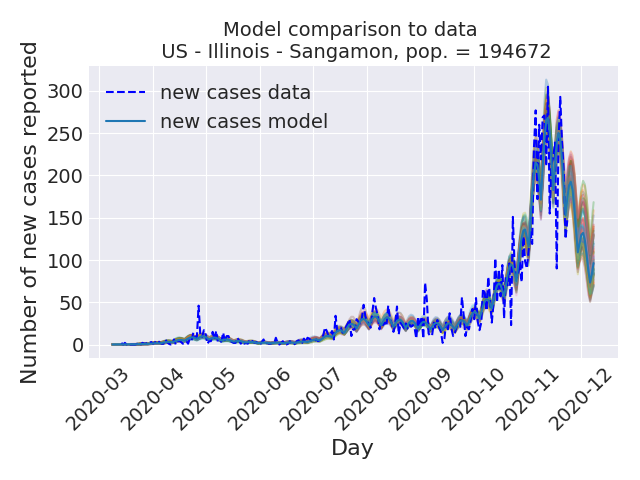 Model comparison to data
US - Illinois - Sangamon, pop. = 194672
Number of new cases reported
300
250
200
150
100
50
0
new cases data
new cases model
2020-03
2020-04
2020-05
2020-06
2020-07
2020-08
2020-09
2020-10
2020-11
2020-12
Day